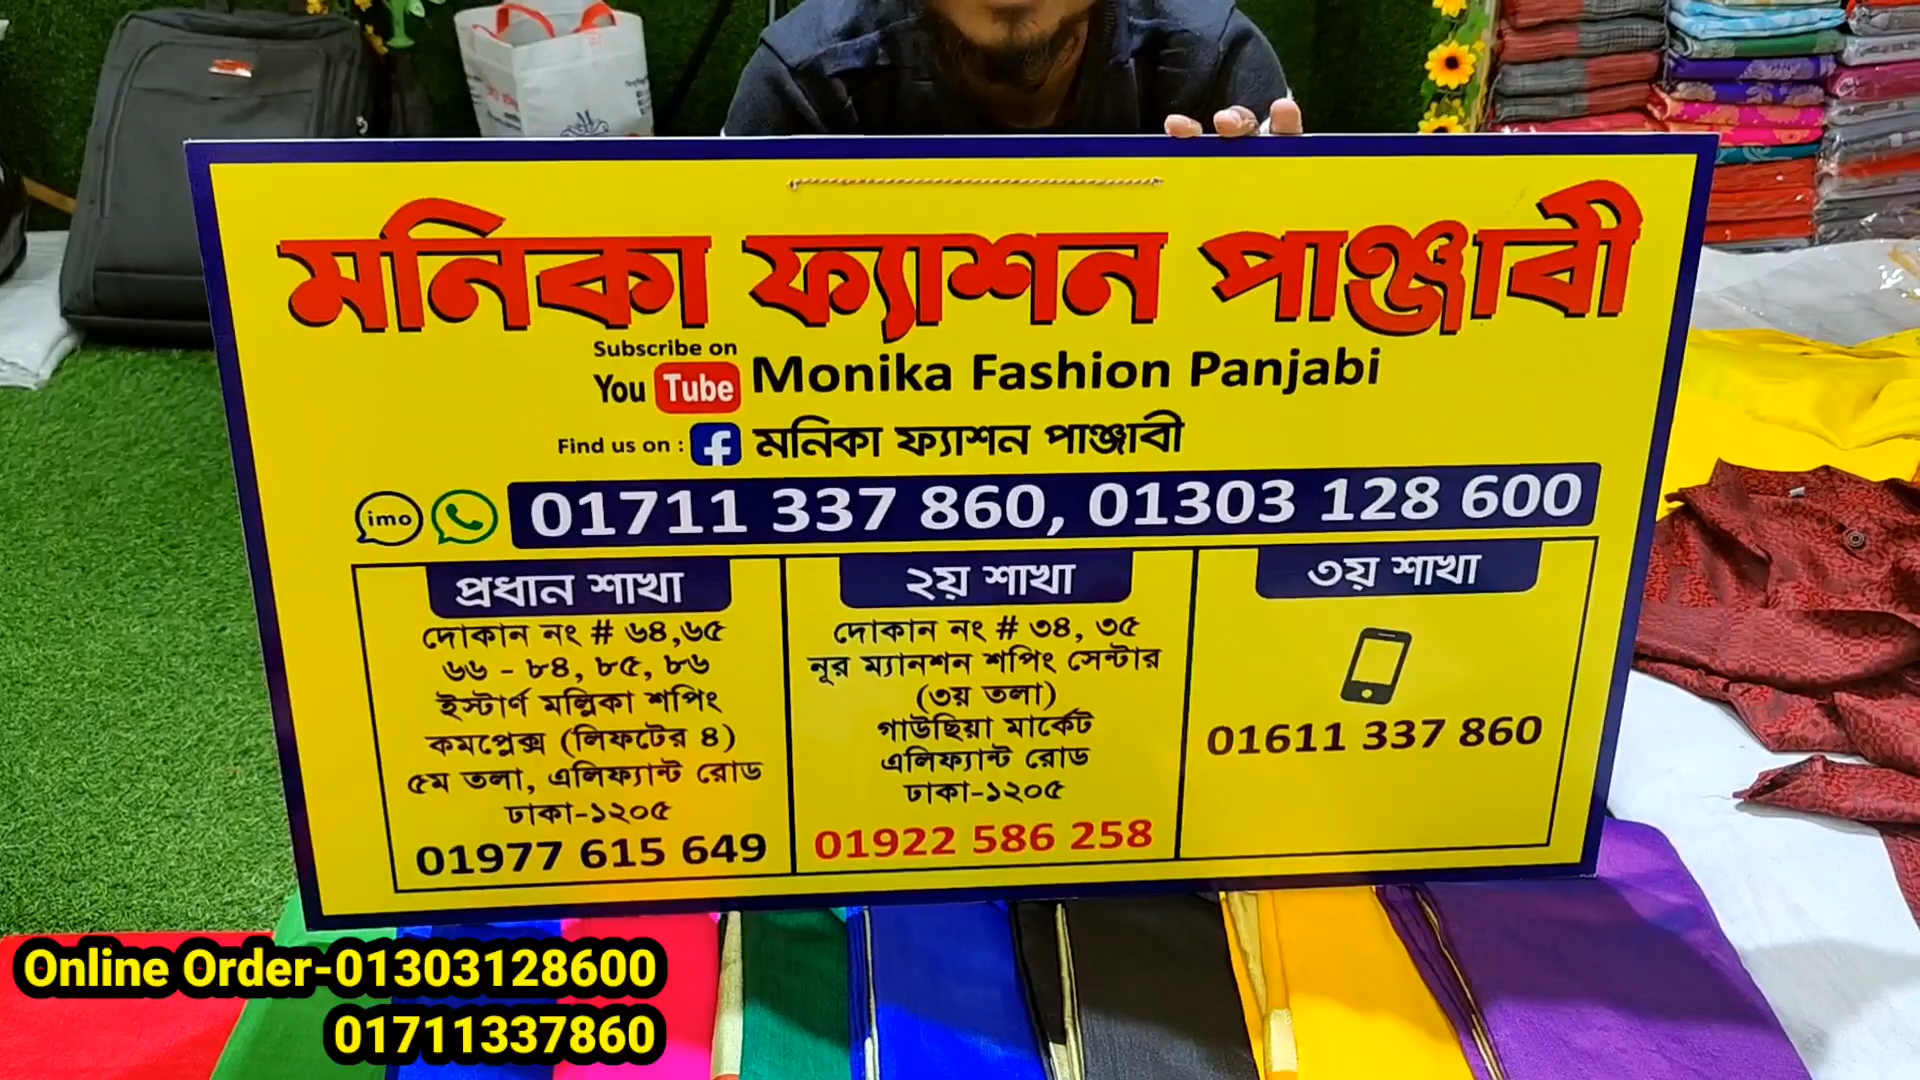 মনিকা ফ্যাশন পাঞ্জাবী
Subscribe on
You Tube Monika Fashion Panjabi
Find us on : f মনিকা ফ্যাশন পাঞ্জাবী
imo 01711 337 860, 01303 128 600
প্রধান শাখা
দোকান নং # ৬৪,৬৫
৬৬ - ৮৪, ৮৫, ৮৬
ইস্টার্ণ মল্লিকা শপিং
কমপ্লেক্স (লিফটের ৪)
৫ম তলা, এলিফ্যান্ট রোড
ঢাকা-১২০৫
01977 615 649
২য় শাখা
দোকান নং # ৩৪, ৩৫
নূর ম্যানশন শপিং সেন্টার
(৩য় তলা)
গাউছিয়া মার্কেট
এলিফ্যান্ট রোড
ঢাকা-১২০৫
01922 586 258
৩য় শাখা
01611 337 860
Online Order-01303128600
01711337860